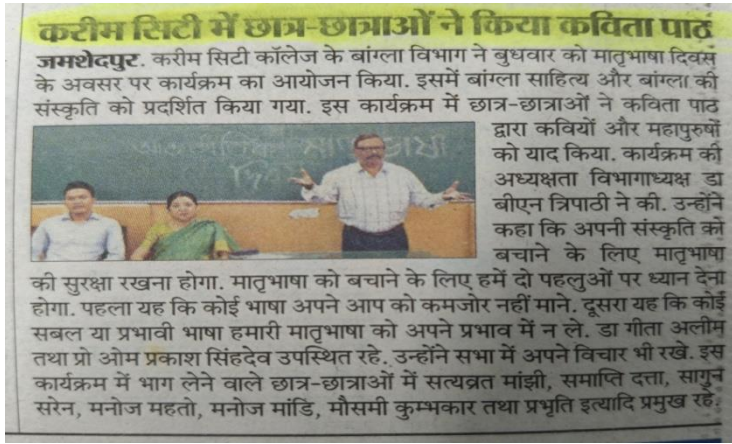 करीम सिटी में छात्र-छात्राओं ने किया कविता पाठ
जमशेदपुर. करीम सिटी कॉलेज के बांग्ला विभाग ने बुधवार को मातृभाषा दिवस
के अवसर पर कार्यक्रम का आयोजन किया. इसमें बांग्ला साहित्य और बांग्ला की
संस्कृति को प्रदर्शित किया गया. इस कार्यक्रम में छात्र-छात्राओं ने कविता पाठ
द्वारा कवियों और महापुरुषों
को याद किया. कार्यक्रम की
अध्यक्षता विभागाध्यक्ष डा
बीएन त्रिपाठी ने की. उन्होंने
कहा कि अपनी संस्कृति को
बचाने के लिए मातृभाषा
की सुरक्षा रखना होगा. मातृभाषा को बचाने के लिए हमें दो पहलुओं पर ध्यान देना
होगा. पहला यह कि कोई भाषा अपने आप को कमजोर नहीं माने. दूसरा यह कि कोई
सबल या प्रभावी भाषा हमारी मातृभाषा को अपने प्रभाव में न ले. डा गीता अलीम
तथा प्रो ओम प्रकाश सिंहदेव उपस्थित रहे. उन्होंने सभा में अपने विचार भी रखे. इस
कार्यक्रम में भाग लेने वाले छात्र-छात्राओं में सत्यव्रत मांझी, समाप्ति दत्ता, सागुन
सरेन, मनोज महतो, मनोज मांडि, मौसमी कुम्भकार तथा प्रभृति इत्यादि प्रमुख रहे.